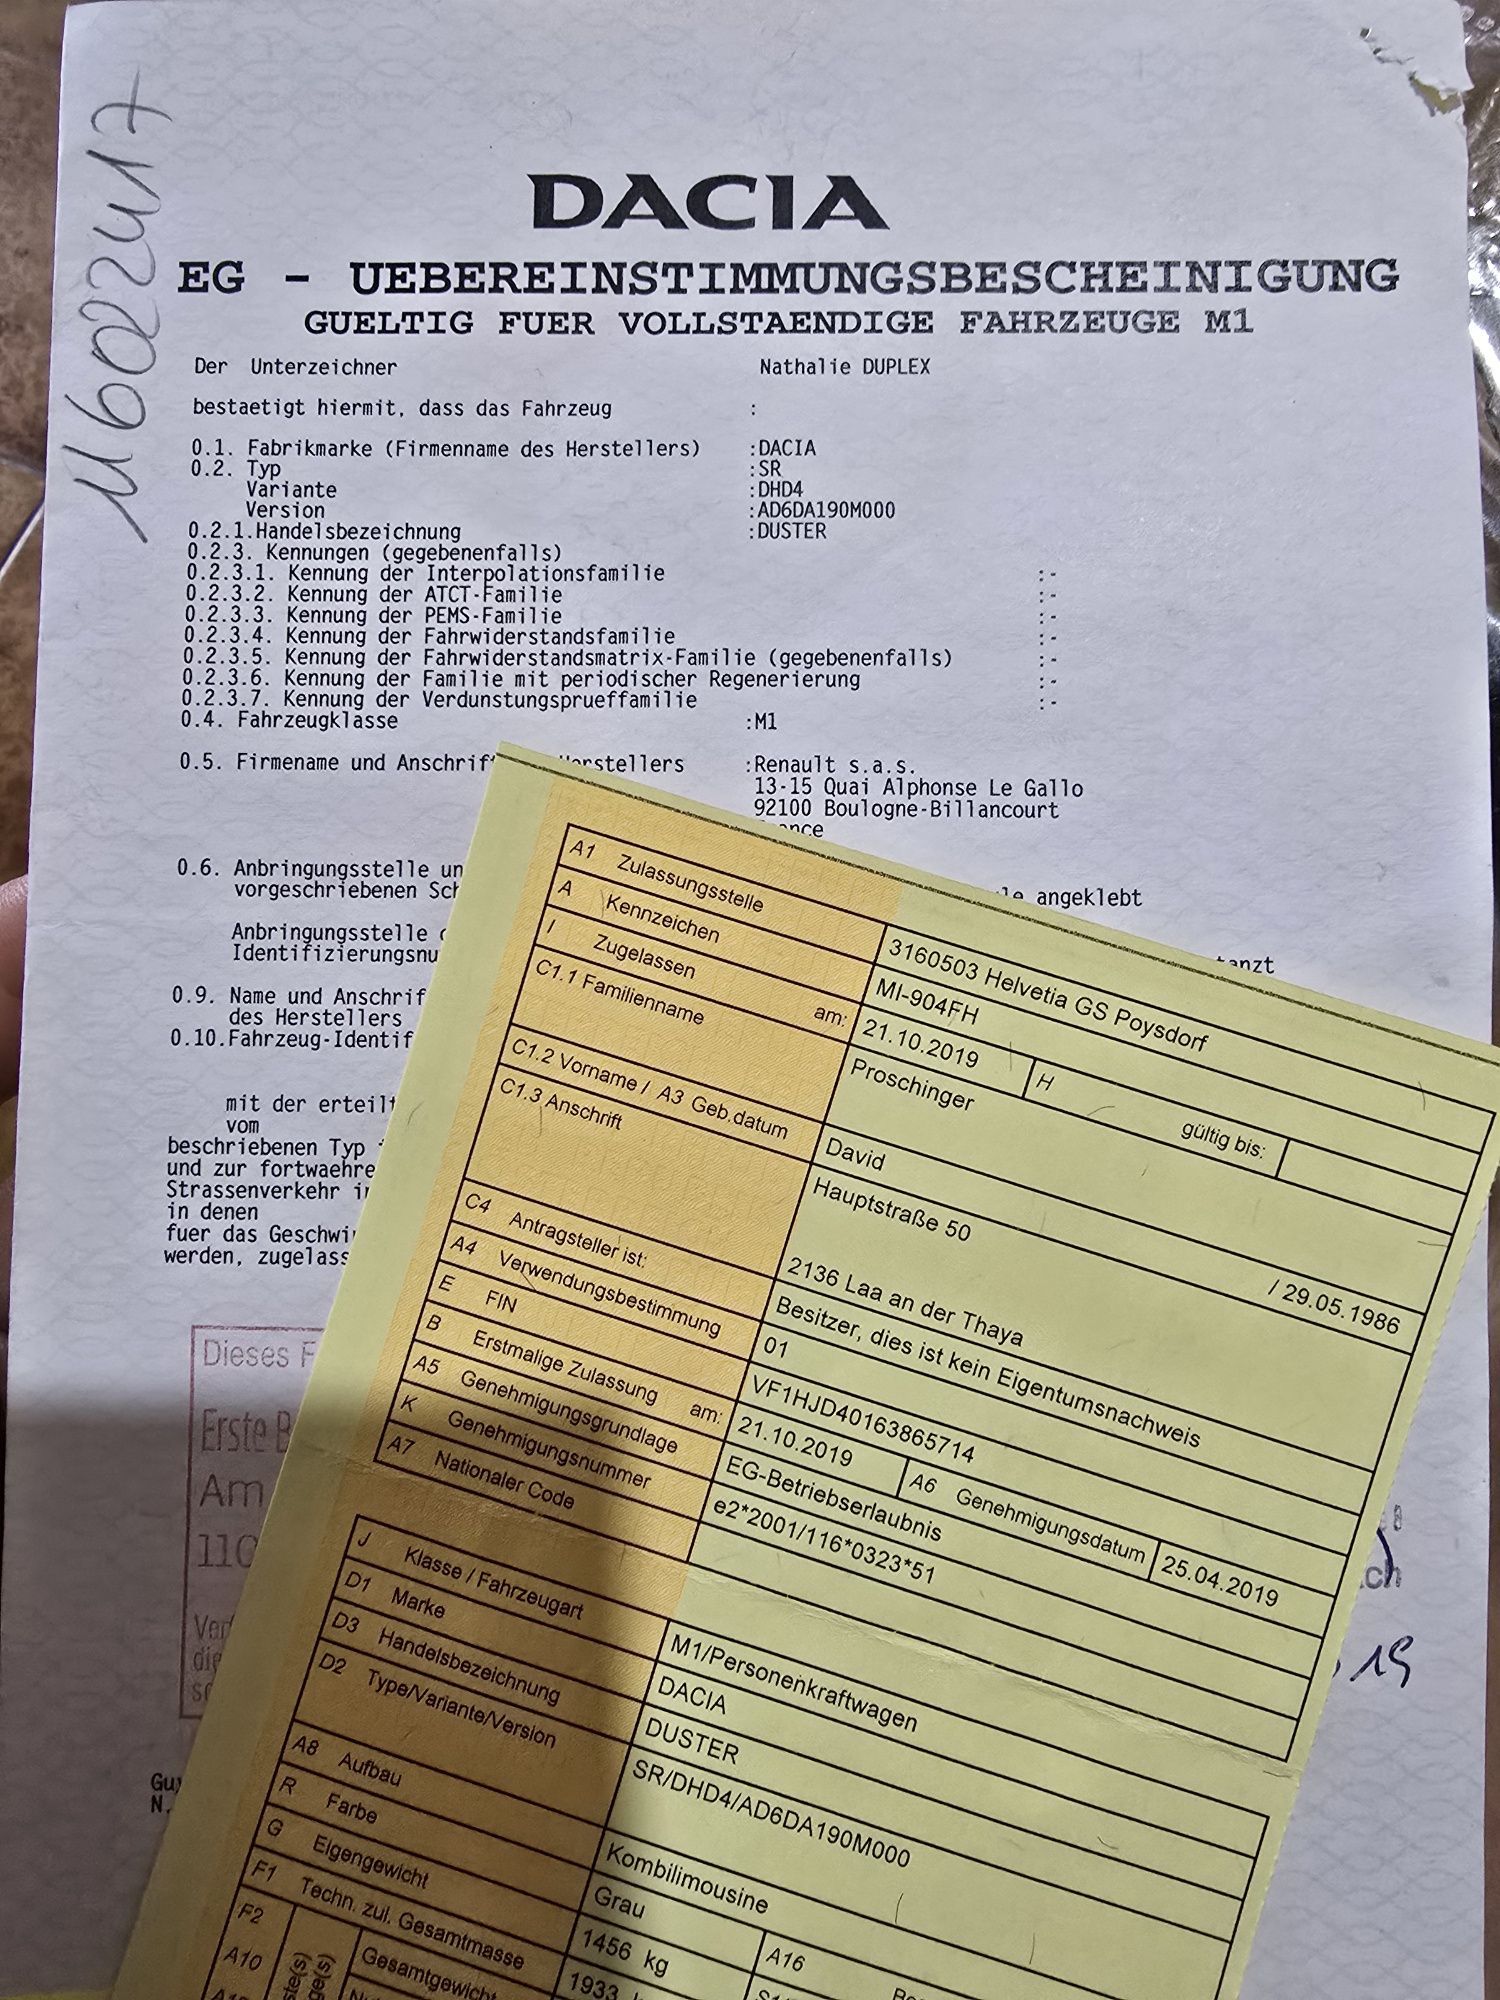 11602417
DACIA
EG - UEBEREINSTIMMUNGSBESCHEINIGUNG
GUELTIG FUER VOLLSTAENDIGE FAHRZEUGE M1
Der Unterzeichner Nathalie DUPLEX
bestaetigt hiermit, dass das Fahrzeug :
0.1. Fabrikmarke (Firmenname des Herstellers) :DACIA
0.2. Typ :SR
Variante :DHD4
Version :AD6DA190M000
0.2.1.Handelsbezeichnung :DUSTER
0.2.3. Kennungen (gegebenenfalls)
0.2.3.1. Kennung der Interpolationsfamilie :-
0.2.3.2. Kennung der ATCT-Familie :-
0.2.3.3. Kennung der PEMS-Familie :-
0.2.3.4. Kennung der Fahrwiderstandsfamilie :-
0.2.3.5. Kennung der Fahrwiderstandsmatrix-Familie (gegebenenfalls) :-
0.2.3.6. Kennung der Familie mit periodischer Regenerierung :-
0.2.3.7. Kennung der Verdunstungsprueffamilie :-
0.4. Fahrzeugklasse :M1
0.5. Firmename und Anschrif erstellers :Renault s.a.s.
13-15 Quai Alphonse Le Gallo
92100 Boulogne-Billancourt
ance
0.6. Anbringungsstelle un
vorgeschriebenen Sch le angeklebt
Anbringungsstelle
Identifizierungsnu tanzt
0.9. Name und Anschrif
des Herstellers
0.10.Fahrzeug-Identif
mit der erteilt
vom
beschriebenen Typ
und zur fortwaehre
Strassenverkehr i
in denen
fuer das Geschwi
werden, zugelass
Dieses F
Erste B
Am
110
Ver
die
sc
ch
19
Gu
N.
A1 Zulassungsstelle 3160503 Helvetia GS Poysdorf
A Kennzeichen MI-904FH
I Zugelassen am: 21.10.2019 H gültig bis:
C1.1 Familienname Proschinger
C1.2 Vorname / A3 Geb.datum David / 29.05.1986
C1.3 Anschrift Hauptstraße 50
2136 Laa an der Thaya
C4 Antragsteller ist: Besitzer, dies ist kein Eigentumsnachweis
A4 Verwendungsbestimmung 01
E FIN VF1HJD40163865714
B Erstmalige Zulassung am: 21.10.2019 A6 Genehmigungsdatum 25.04.2019
A5 Genehmigungsgrundlage EG-Betriebserlaubnis
K Genehmigungsnummer e2*2001/116*0323*51
A7 Nationaler Code
J Klasse / Fahrzeugart M1/Personenkraftwagen
D1 Marke DACIA
D3 Handelsbezeichnung DUSTER
D2 Type/Variante/Version SR/DHD4/AD6DA190M000
A8 Aufbau Kombilimousine
R Farbe Grau
G Eigengewicht 1456 kg A16
F1 Techn. zul. Gesamtmasse 1933
F2 Gesamtgewicht
A10